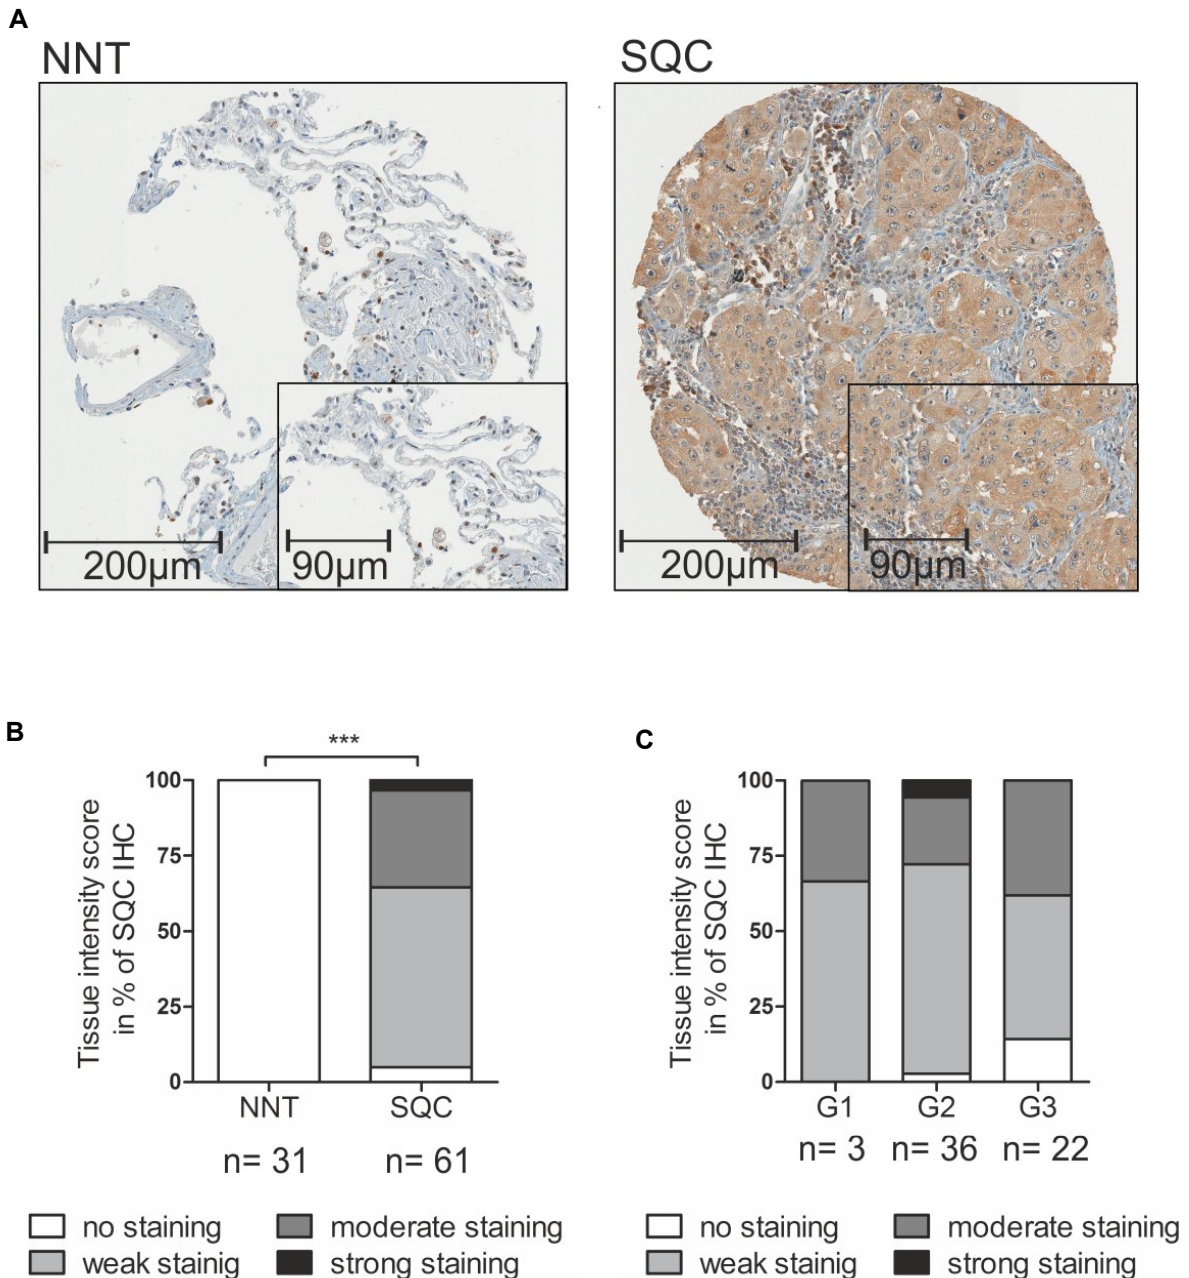 A
NNT
SQC
200µm
90µm
200µm
90µm
B
***
Tissue intensity score
in % of SQC IHC
100
75
50
25
0
NNT
SQC
n= 31
n= 61
no staining
moderate staining
weak stainig
strong staining
C
Tissue intensity score
in % of SQC IHC
100
75
50
25
0
G1
G2
G3
n= 3
n= 36
n= 22
no staining
moderate staining
weak stainig
strong staining